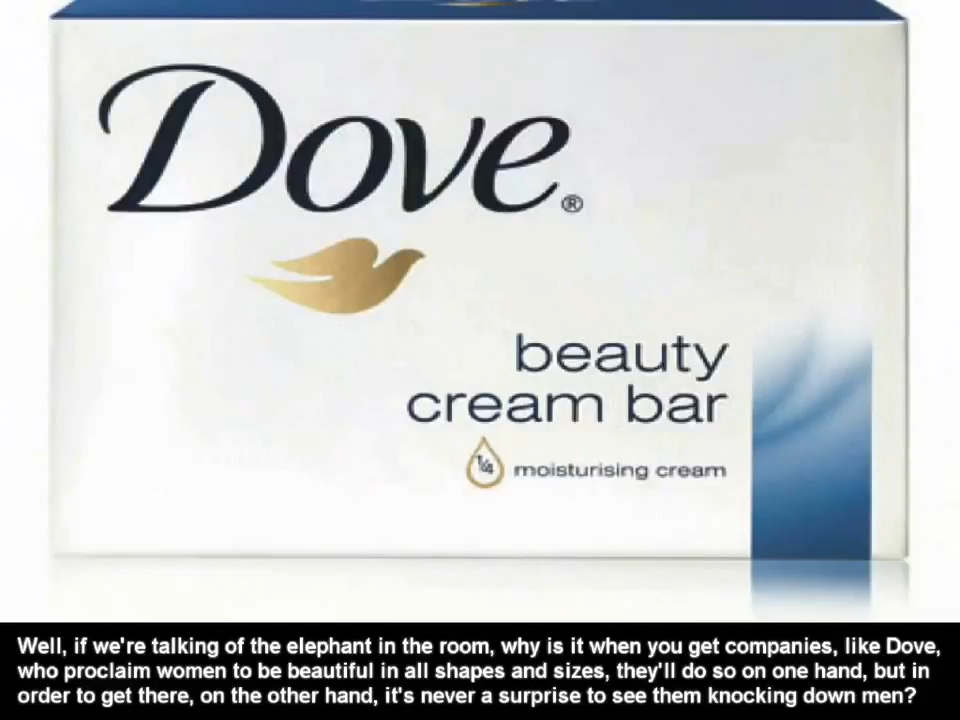 Dove®
beauty
cream bar
1/4 moisturising cream
Well, if we're talking of the elephant in the room, why is it when you get companies, like Dove,
who proclaim women to be beautiful in all shapes and sizes, they'll do so on one hand, but in
order to get there, on the other hand, it's never a surprise to see them knocking down men?